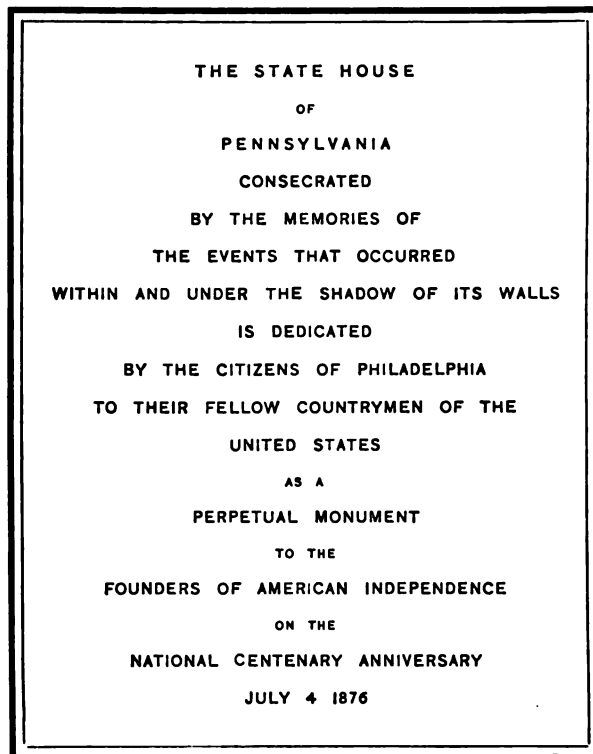 THE STATE HOUSE
OF
PENNSYLVANIA
CONSECRATED
BY THE MEMORIES OF
THE EVENTS THAT OCCURRED
WITHIN AND UNDER THE SHADOW OF ITS WALLS
IS DEDICATED
BY THE CITIZENS OF PHILADELPHIA
TO THEIR FELLOW COUNTRYMEN OF THE
UNITED STATES
AS A
PERPETUAL MONUMENT
TO THE
FOUNDERS OF AMERICAN INDEPENDENCE
ON THE
NATIONAL CENTENARY ANNIVERSARY
JULY 4 1876